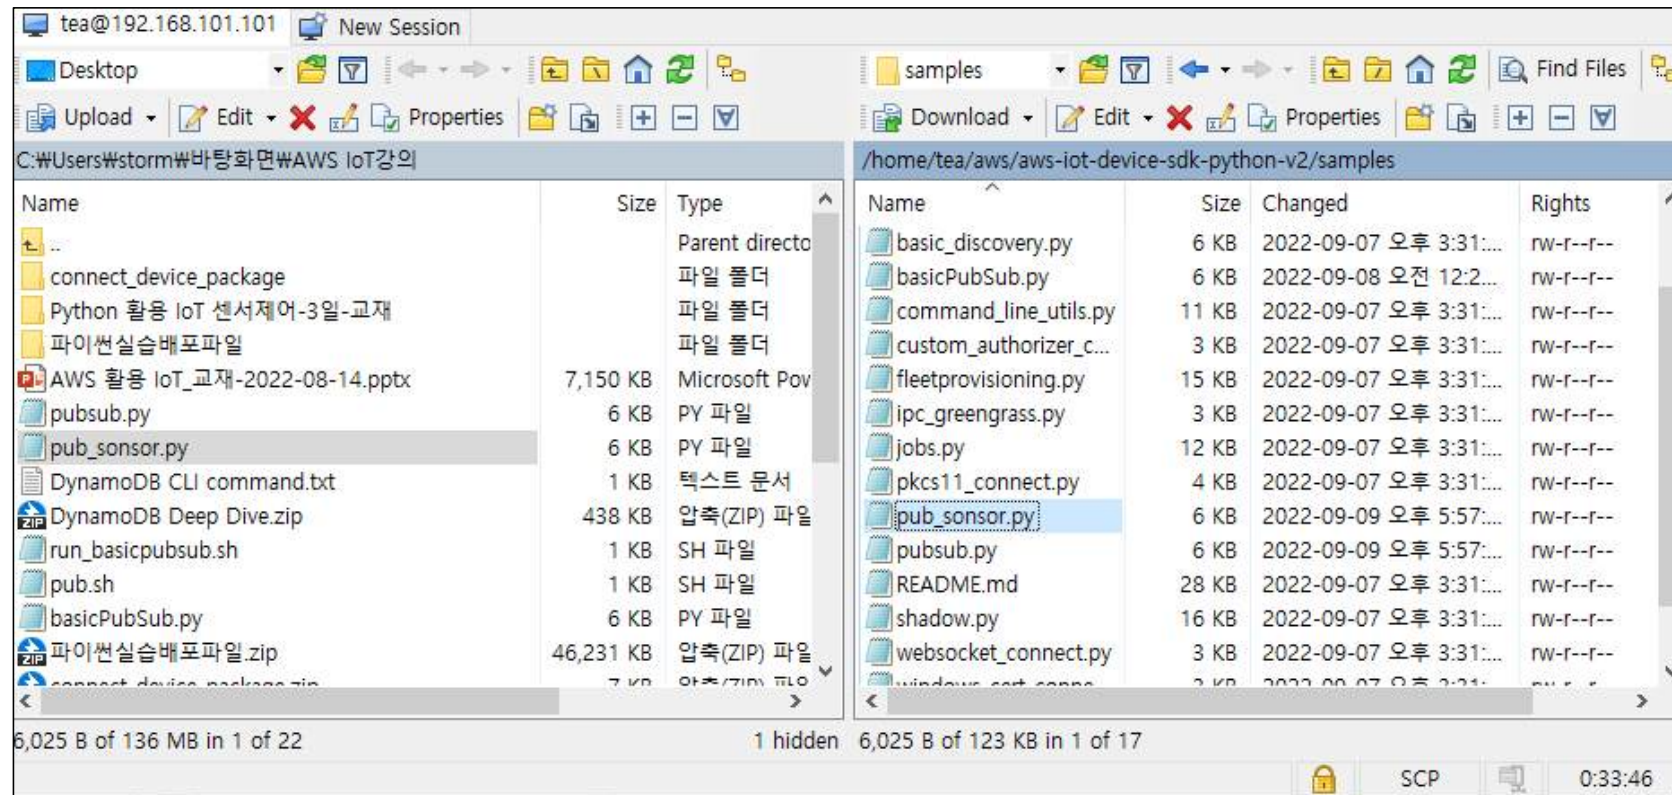 tea@192.168.101.101 New Session
Desktop
Upload Edit Properties
C:₩Users₩storm₩바탕화면₩AWS IoT강의
Name Size Type
.. Parent directo
connect_device_package 파일 폴더
Python 활용 IoT 센서제어-3일-교재 파일 폴더
파이썬실습배포파일 파일 폴더
AWS 활용 IoT_교재-2022-08-14.pptx 7,150 KB Microsoft Pov
pubsub.py 6 KB PY 파일
pub_sonsor.py 6 KB PY 파일
DynamoDB CLI command.txt 1 KB 텍스트 문서
DynamoDB Deep Dive.zip 438 KB 압축(ZIP) 파일
run_basicpubsub.sh 1 KB SH 파일
pub.sh 1 KB SH 파일
basicPubSub.py 6 KB PY 파일
파이썬실습배포파일.zip 46,231 KB 압축(ZIP) 파일
connect_device_package.zip 7 KB 압축(ZIP) 파일
6,025 B of 136 MB in 1 of 22 1 hidden
samples Find Files
Download Edit Properties
/home/tea/aws/aws-iot-device-sdk-python-v2/samples
Name Size Changed Rights
basic_discovery.py 6 KB 2022-09-07 오후 3:31:... rw-r--r--
basicPubSub.py 6 KB 2022-09-08 오전 12:2... rw-r--r--
command_line_utils.py 11 KB 2022-09-07 오후 3:31:... rw-r--r--
custom_authorizer_c... 3 KB 2022-09-07 오후 3:31:... rw-r--r--
fleetprovisioning.py 15 KB 2022-09-07 오후 3:31:... rw-r--r--
ipc_greengrass.py 3 KB 2022-09-07 오후 3:31:... rw-r--r--
jobs.py 12 KB 2022-09-07 오후 3:31:... rw-r--r--
pkcs11_connect.py 4 KB 2022-09-07 오후 3:31:... rw-r--r--
pub_sonsor.py 6 KB 2022-09-09 오후 5:57:... rw-r--r--
pubsub.py 6 KB 2022-09-09 오후 5:57:... rw-r--r--
README.md 28 KB 2022-09-07 오후 3:31:... rw-r--r--
shadow.py 16 KB 2022-09-07 오후 3:31:... rw-r--r--
websocket_connect.py 3 KB 2022-09-07 오후 3:31:... rw-r--r--
6,025 B of 123 KB in 1 of 17
SCP 0:33:46